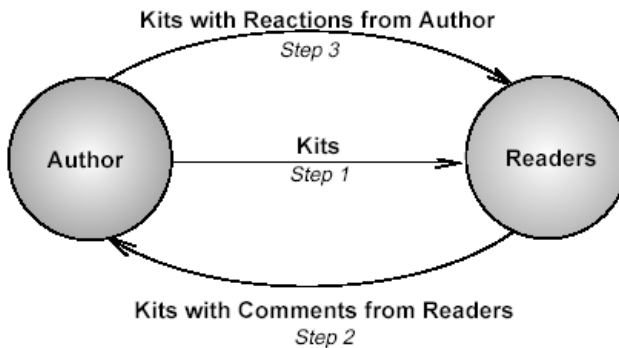 Kits with Reactions from Author
Step 3
Author
Kits
Step 1
Readers
Kits with Comments from Readers
Step 2